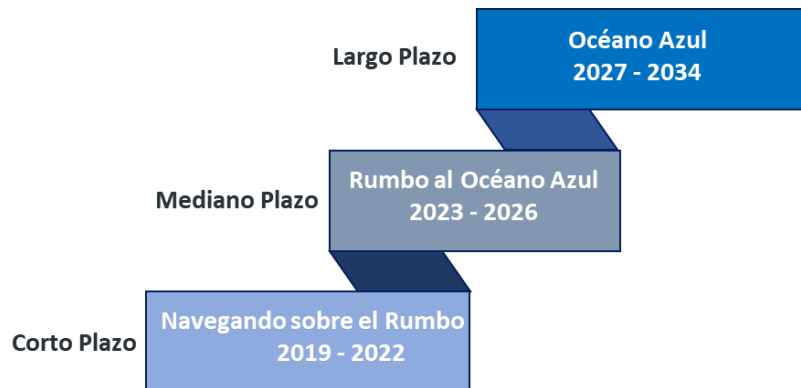 Largo Plazo
Océano Azul
2027 - 2034
Mediano Plazo
Rumbo al Océano Azul
2023 - 2026
Corto Plazo
Navegando sobre el Rumbo
2019 - 2022